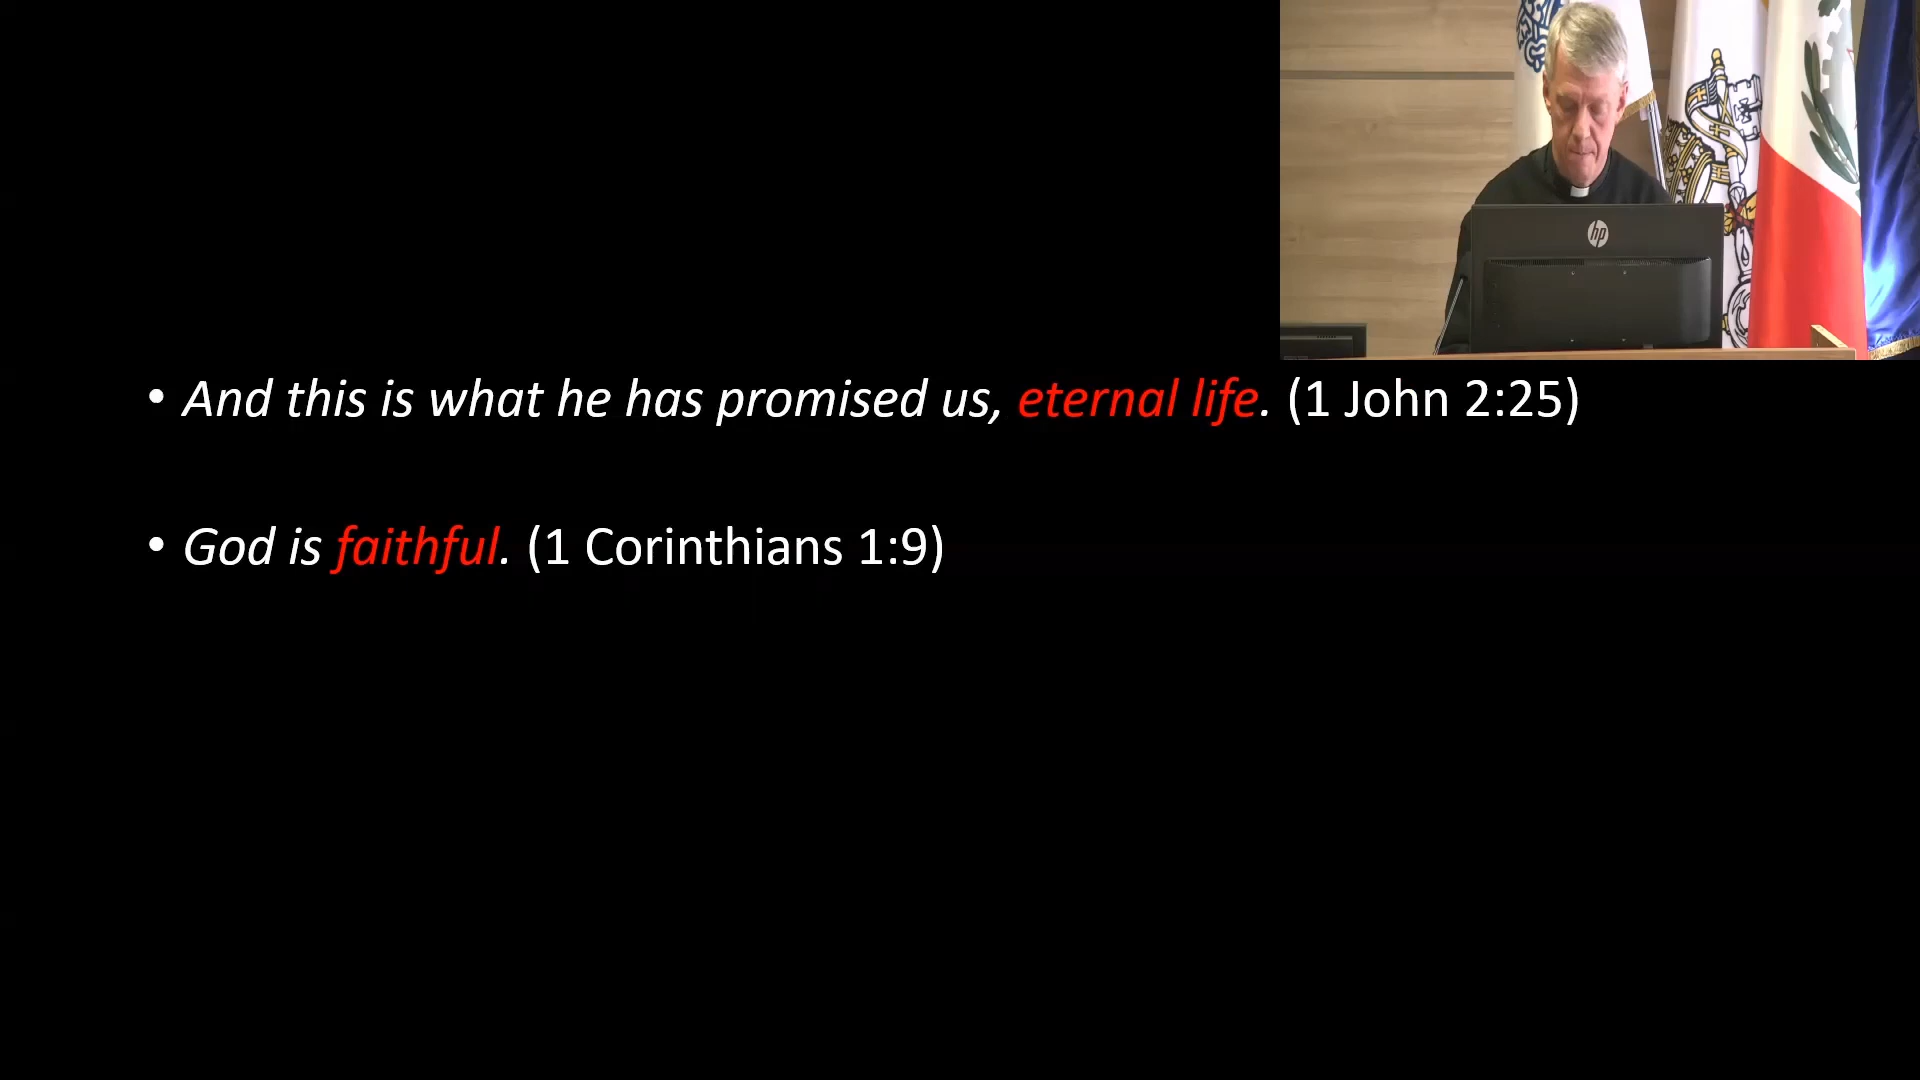 hp
• And this is what he has promised us, eternal life. (1 John 2:25)
• God is faithful. (1 Corinthians 1:9)